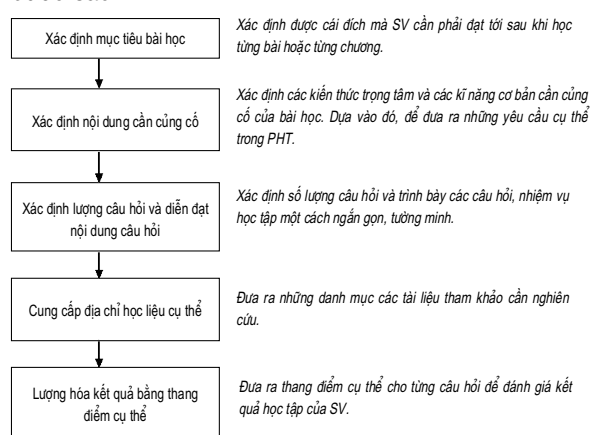 Xác định mục tiêu bài học
Xác định được cái đích mà SV cần phải đạt tới sau khi học
từng bài hoặc từng chương.
Xác định nội dung cần củng cố
Xác định các kiến thức trọng tâm và các kĩ năng cơ bản cần củng
cố của bài học. Dựa vào đó, để đưa ra những yêu cầu cụ thể
trong PHT.
Xác định lượng câu hỏi và diễn đạt
nội dung câu hỏi
Xác định số lượng câu hỏi và trình bày các câu hỏi, nhiệm vụ
học tập một cách ngắn gọn, tường minh.
Cung cấp địa chỉ học liệu cụ thể
Đưa ra những danh mục các tài liệu tham khảo cần nghiên
cứu.
Lượng hóa kết quả bằng thang
điểm cụ thể
Đưa ra thang điểm cụ thể cho từng câu hỏi để đánh giá kết
quả học tập của SV.